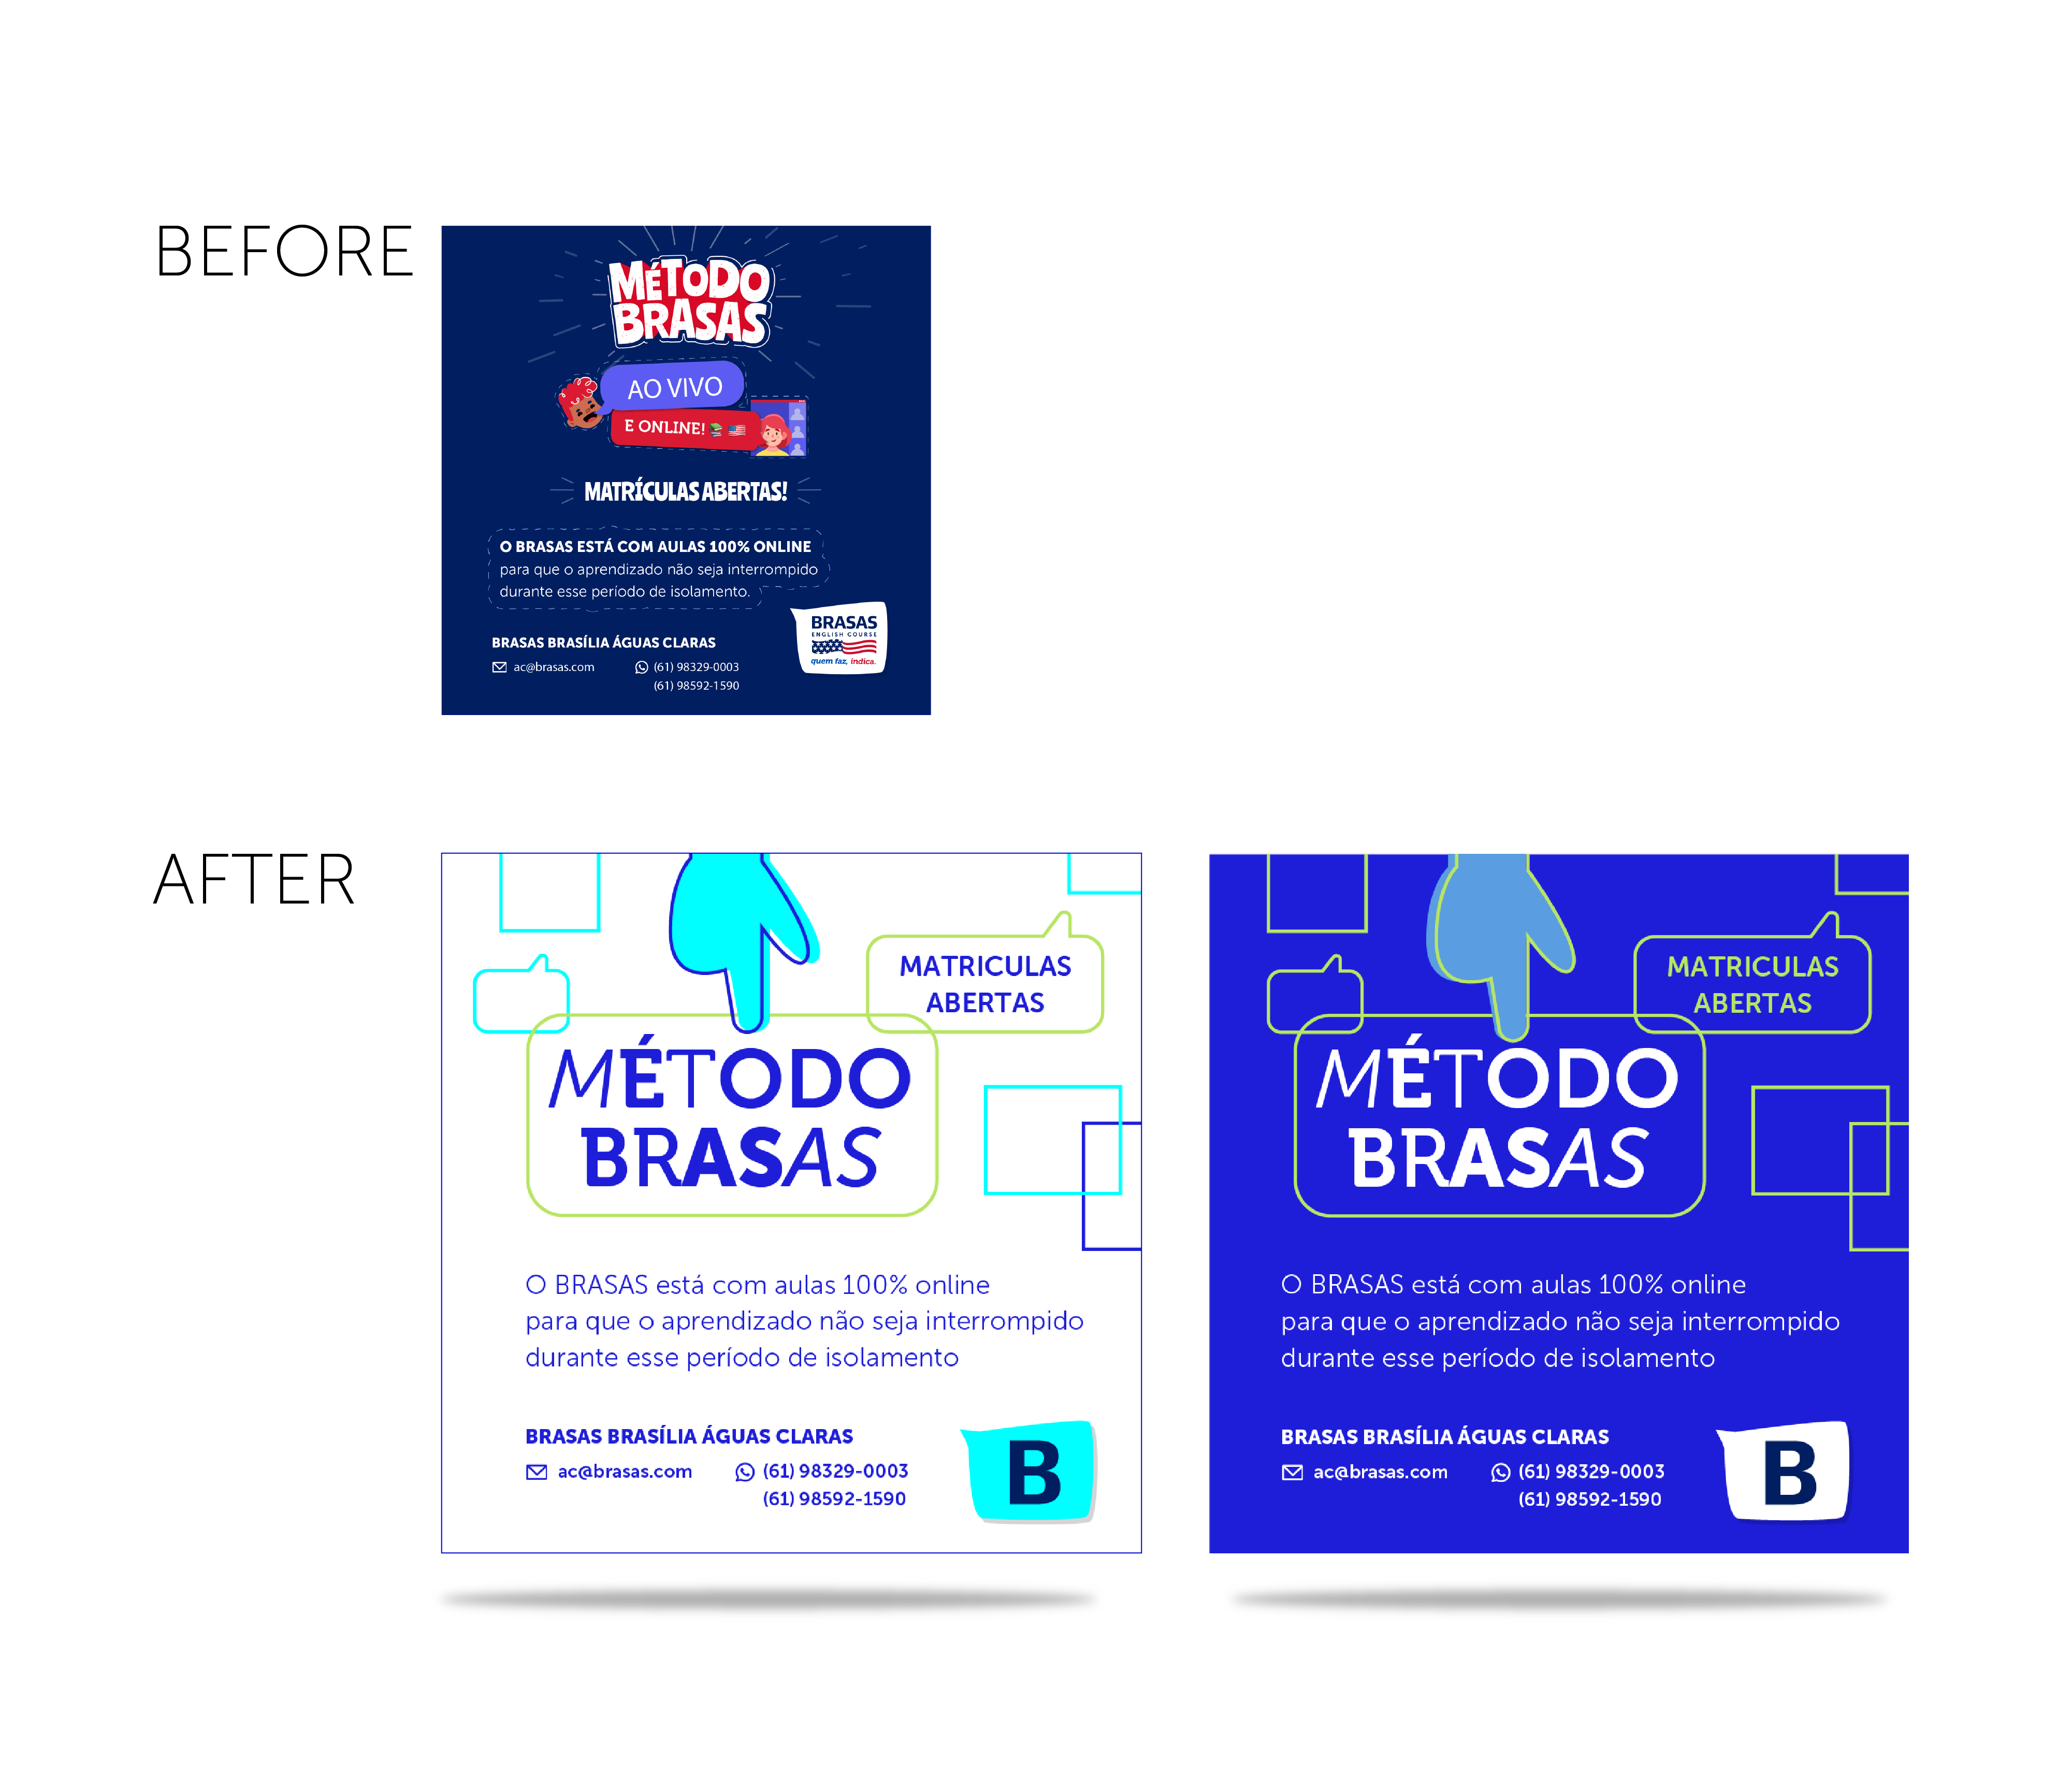 BEFORE
MÉTODO
BRASAS
AO VIVO
E ONLINE!
MATRÍCULAS ABERTAS!
O BRASAS ESTÁ COM AULAS 100% ONLINE
para que o aprendizado não seja interrompido
durante esse período de isolamento.
BRASAS BRASÍLIA ÁGUAS CLARAS
ac@brasas.com (61) 98329-0003
(61) 98592-1590
BRASAS
ENGLISH COURSE
quem faz, indica.
AFTER
MATRICULAS
ABERTAS
MÉTODO
BRASAS
O BRASAS está com aulas 100% online
para que o aprendizado não seja interrompido
durante esse período de isolamento
BRASAS BRASÍLIA ÁGUAS CLARAS
ac@brasas.com (61) 98329-0003
(61) 98592-1590
B
MATRICULAS
ABERTAS
MÉTODO
BRASAS
O BRASAS está com aulas 100% online
para que o aprendizado não seja interrompido
durante esse período de isolamento
BRASAS BRASÍLIA ÁGUAS CLARAS
ac@brasas.com (61) 98329-0003
(61) 98592-1590
B